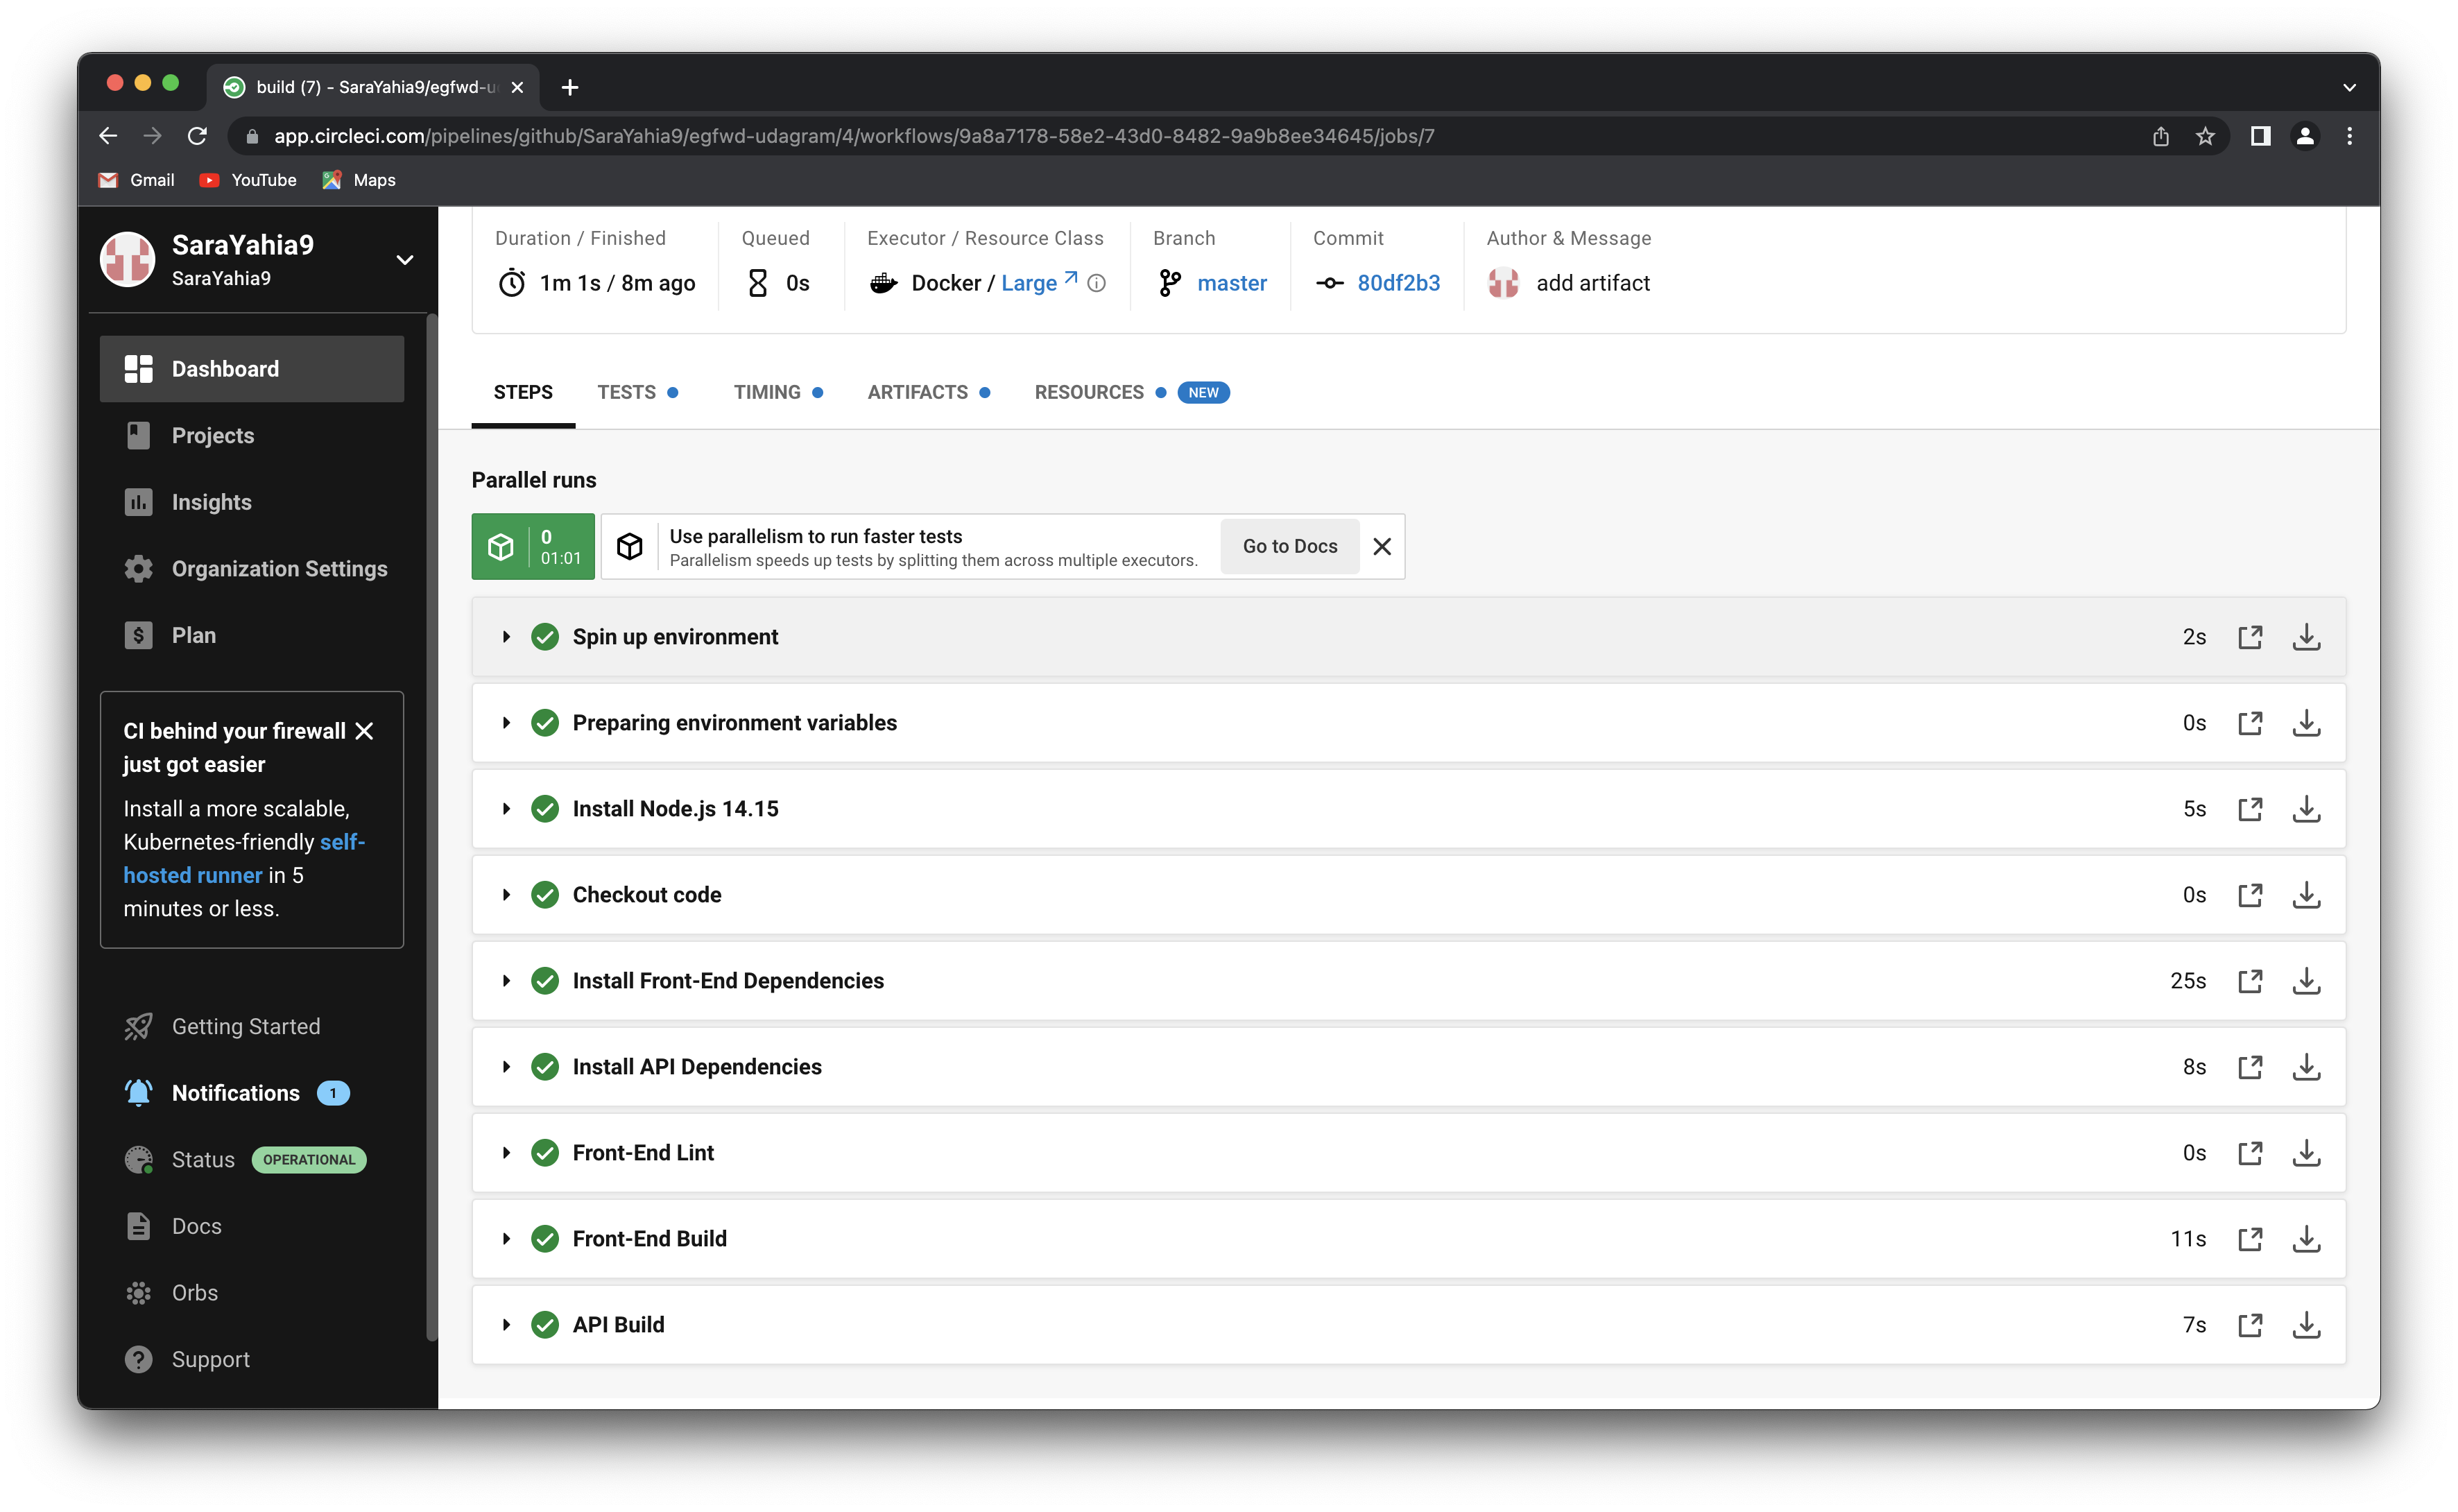 build (7) - SaraYahia9/egfwd-u
app.circleci.com/pipelines/github/SaraYahia9/egfwd-udagram/4/workflows/9a8a7178-58e2-43d0-8482-9a9b8ee34645/jobs/7
Gmail YouTube Maps
SaraYahia9
SaraYahia9
Dashboard
Projects
Insights
Organization Settings
Plan
CI behind your firewall
just got easier
Install a more scalable,
Kubernetes-friendly self-
hosted runner in 5
minutes or less.
Getting Started
Notifications 1
Status OPERATIONAL
Docs
Orbs
Support
Duration / Finished Queued Executor / Resource Class Branch Commit Author & Message
1m 1s / 8m ago 0s Docker / Large master 80df2b3 add artifact
STEPS TESTS TIMING ARTIFACTS RESOURCES NEW
Parallel runs
0
01:01
Use parallelism to run faster tests
Parallelism speeds up tests by splitting them across multiple executors.
Go to Docs
Spin up environment 2s
Preparing environment variables 0s
Install Node.js 14.15 5s
Checkout code 0s
Install Front-End Dependencies 25s
Install API Dependencies 8s
Front-End Lint 0s
Front-End Build 11s
API Build 7s